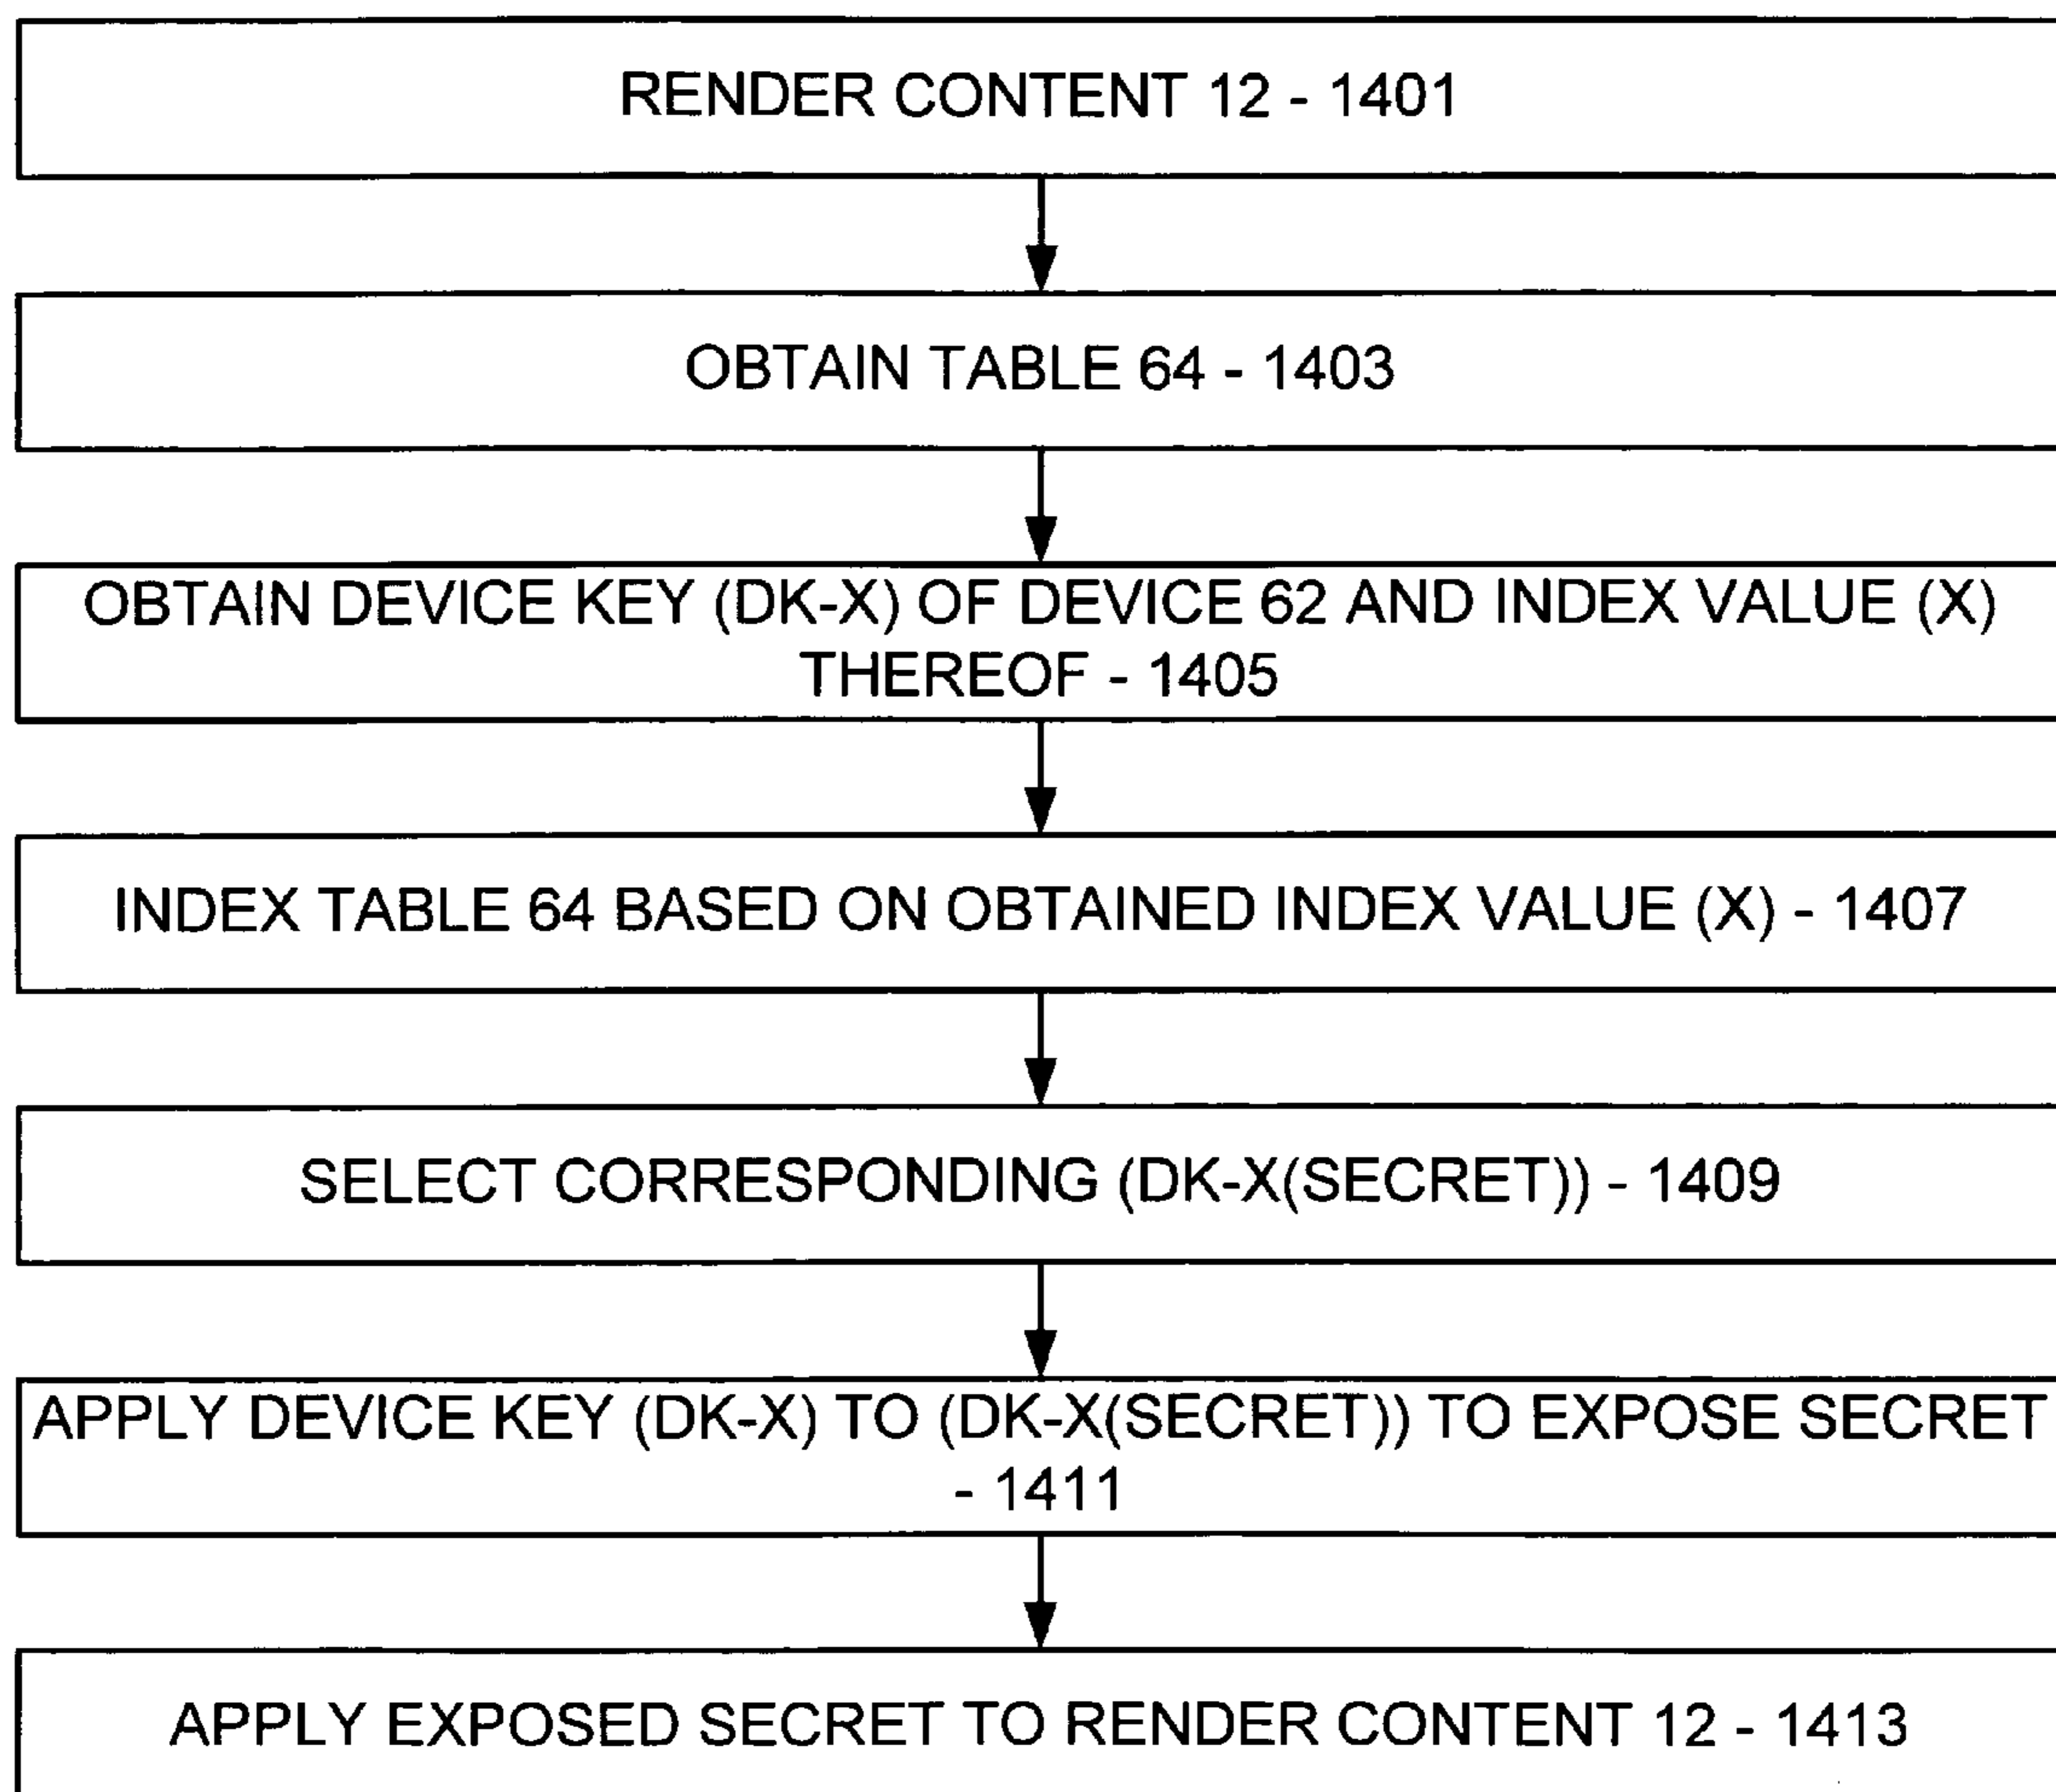 RENDER CONTENT 12 - 1401
OBTAIN TABLE 64 - 1403
OBTAIN DEVICE KEY (DK-X) OF DEVICE 62 AND INDEX VALUE (X)
THEREOF - 1405
INDEX TABLE 64 BASED ON OBTAINED INDEX VALUE (X) - 1407
SELECT CORRESPONDING (DK-X(SECRET)) - 1409
APPLY DEVICE KEY (DK-X) TO (DK-X(SECRET)) TO EXPOSE SECRET
- 1411
APPLY EXPOSED SECRET TO RENDER CONTENT 12 - 1413